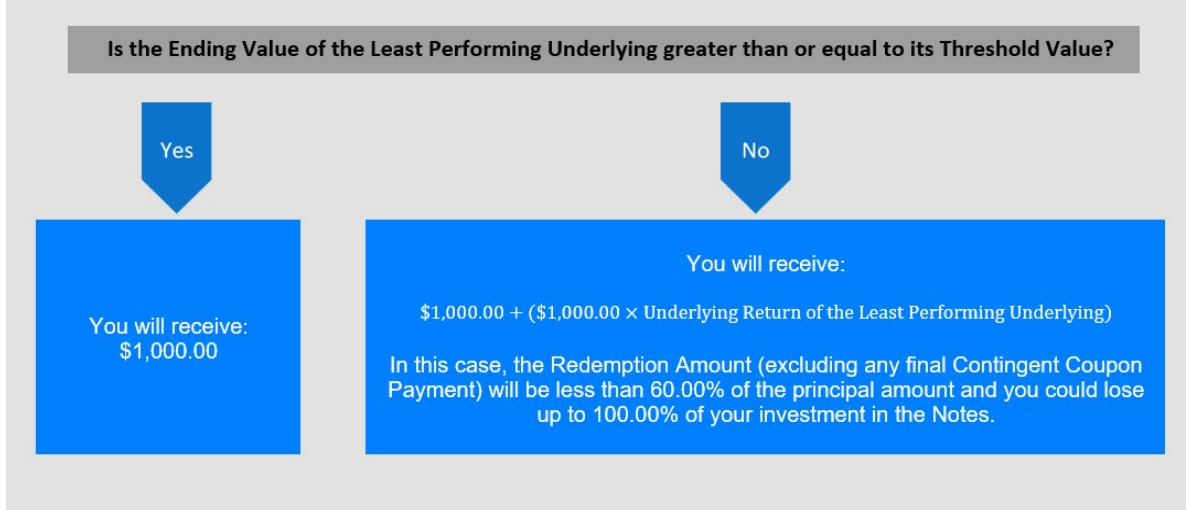 Is the Ending Value of the Least Performing Underlying greater than or equal to its Threshold Value?
Yes
No
You will receive:
$1,000.00
You will receive:
$1,000.00 + ($1,000.00 × Underlying Return of the Least Performing Underlying)
In this case, the Redemption Amount (excluding any final Contingent Coupon
Payment) will be less than 60.00% of the principal amount and you could lose
up to 100.00% of your investment in the Notes.